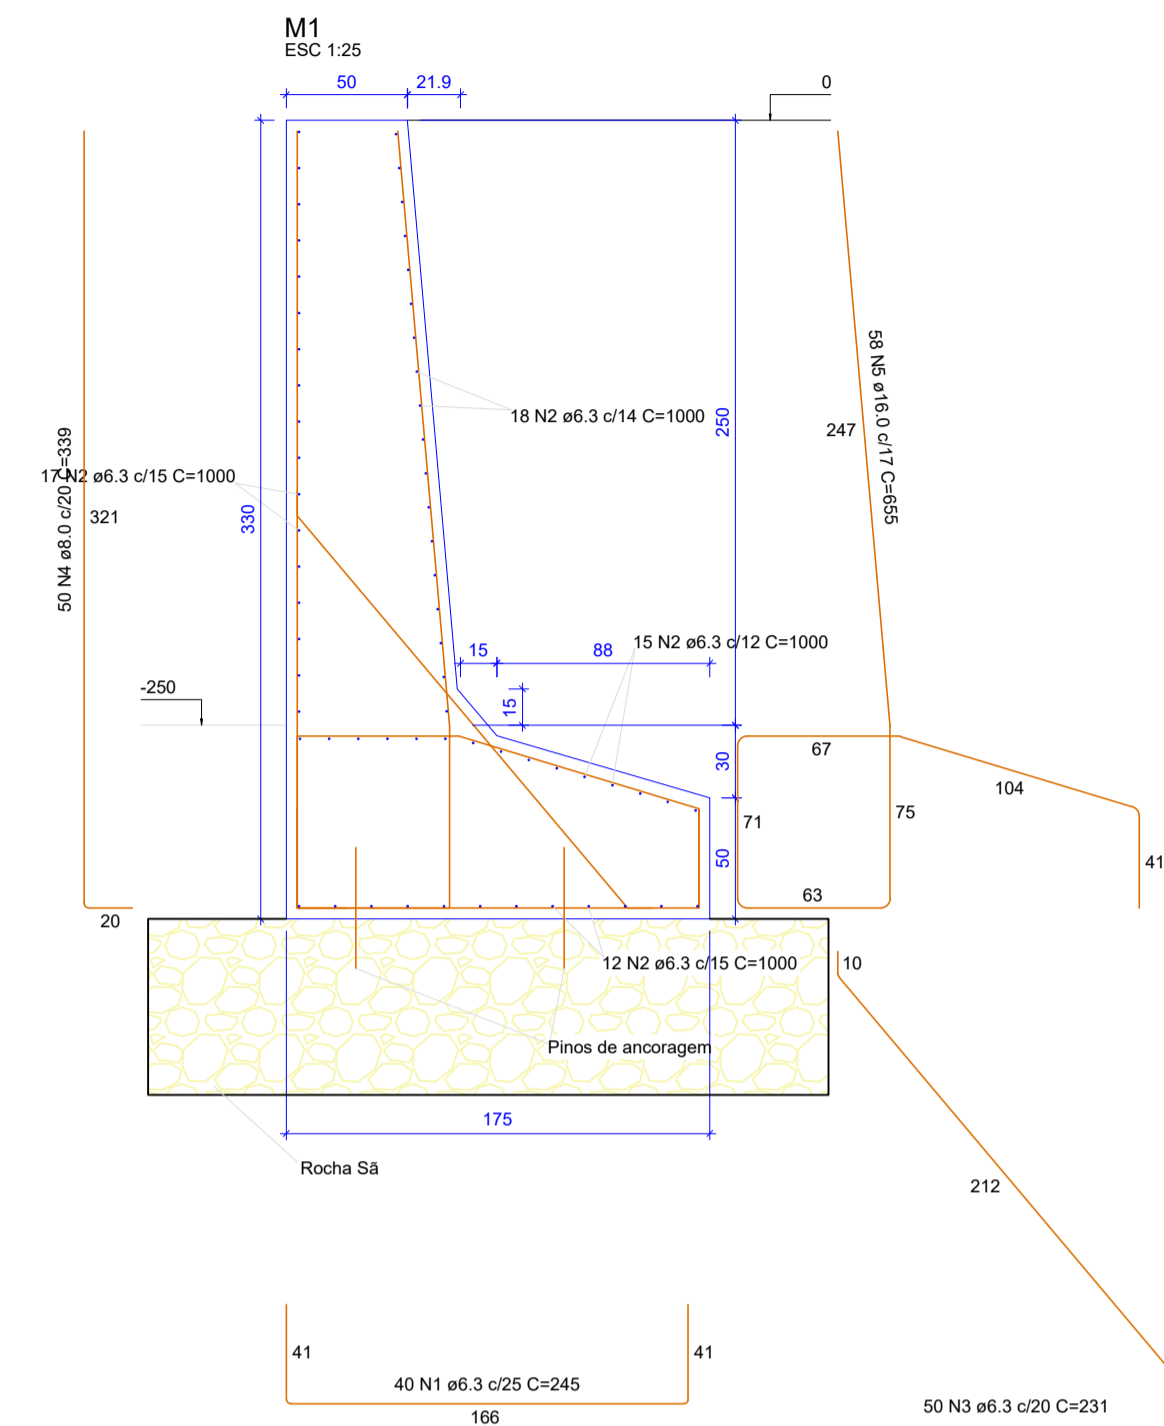 M1
ESC 1:25
50
21.9
0
58 N5 ø16.0 c/17 C=655
18 N2 ø6.3 c/14 C=1000
250
247
50 N4 ø8.0 c/20 C=339
17 N2 ø6.3 c/15 C=1000
321
330
15 N2 ø6.3 c/12 C=1000
15
88
-250
15
30
67
104
71
75
50
41
63
20
12 N2 ø6.3 c/15 C=1000
10
Pinos de ancoragem
175
Rocha Sã
212
41
41
40 N1 ø6.3 c/25 C=245
166
50 N3 ø6.3 c/20 C=231